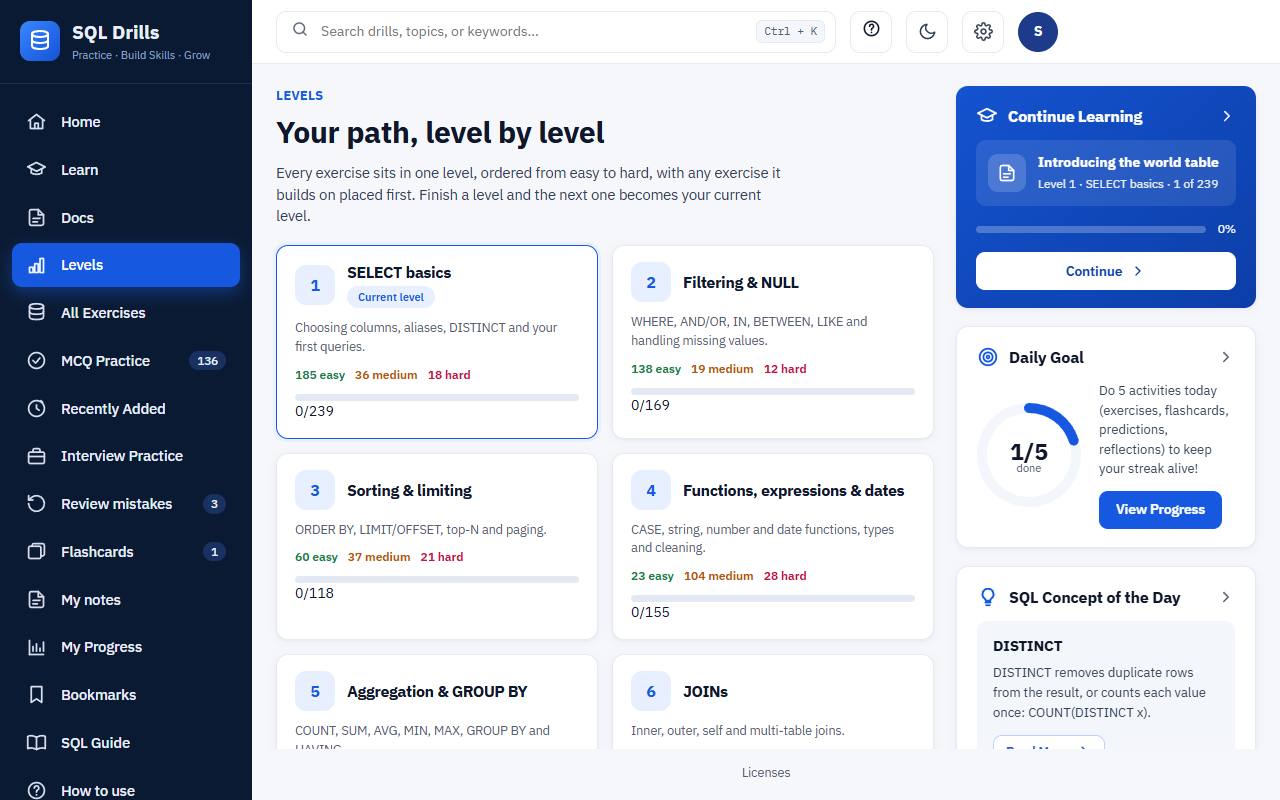 SQL Drills
Practice · Build Skills · Grow
Home
Learn
Docs
Levels
All Exercises
MCQ Practice 136
Recently Added
Interview Practice
Review mistakes 3
Flashcards 1
My notes
My Progress
Bookmarks
SQL Guide
How to use
Search drills, topics, or keywords...
Ctrl + K
S
LEVELS
Your path, level by level
Every exercise sits in one level, ordered from easy to hard, with any exercise it
builds on placed first. Finish a level and the next one becomes your current
level.
1
SELECT basics
Current level
Choosing columns, aliases, DISTINCT and your
first queries.
185 easy 36 medium 18 hard
0/239
2
Filtering & NULL
WHERE, AND/OR, IN, BETWEEN, LIKE and
handling missing values.
138 easy 19 medium 12 hard
0/169
3
Sorting & limiting
ORDER BY, LIMIT/OFFSET, top-N and paging.
60 easy 37 medium 21 hard
0/118
4
Functions, expressions & dates
CASE, string, number and date functions, types
and cleaning.
23 easy 104 medium 28 hard
0/155
5
Aggregation & GROUP BY
COUNT, SUM, AVG, MIN, MAX, GROUP BY and
6
JOINs
Inner, outer, self and multi-table joins.
Continue Learning
Introducing the world table
Level 1 · SELECT basics · 1 of 239
0%
Continue
Daily Goal
1/5
done
Do 5 activities today
(exercises, flashcards,
predictions,
reflections) to keep
your streak alive!
View Progress
SQL Concept of the Day
DISTINCT
DISTINCT removes duplicate rows
from the result, or counts each value
once: COUNT(DISTINCT x).
Licenses